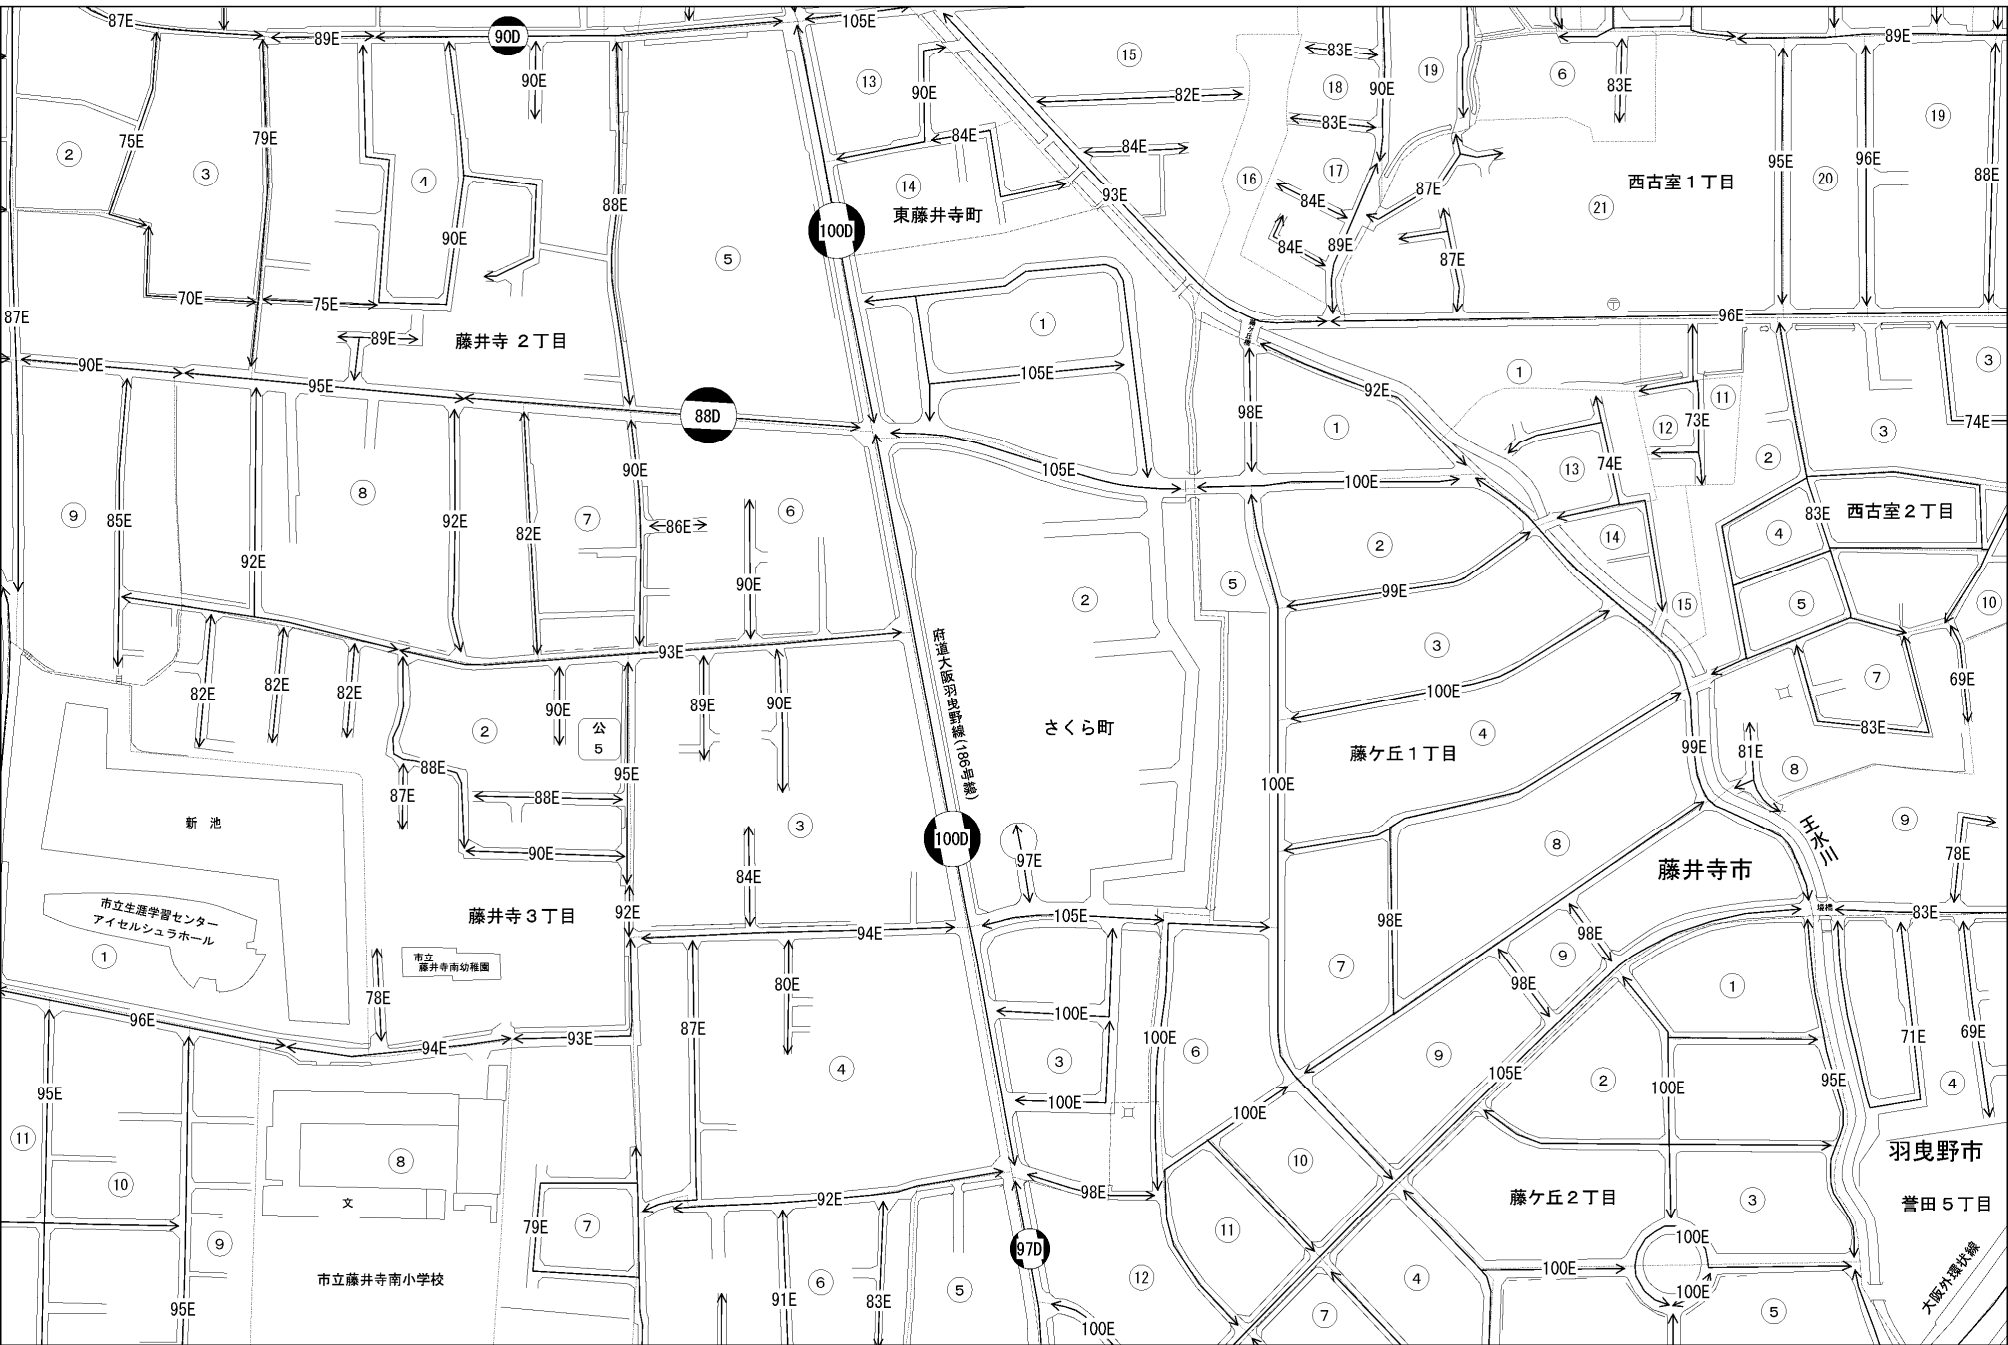 87E
89E
90D
105E
15
83E
19
6
89E
13
90E
82E
18
90E
83E
90E
83E
19
2
75E
3
79E
4
88E
84E
84E
17
16
87E
95E
96E
20
88E
西古室1丁目
21
14
東藤井寺町
93E
84E
90E
100D
89E
84E
87E
5
70E
75E
87E
1
96E
藤井寺 2丁目
89E
藤ケ丘橋
90E
95E
105E
92E
1
11
3
88D
98E
1
12
73E
2
3
74E
90E
105E
13
74E
8
100E
9
85E
92E
82E
7
86E
6
83E
西古室2丁目
4
14
2
92E
90E
5
99E
2
15
5
10
93E
3
82E
82E
82E
90E
89E
90E
府道大阪羽曳野線(186号線)
100E
7
69E
さくら町
2
公
5
4
83E
藤ケ丘1丁目
99E
81E
8
88E
87E
95E
100E
88E
新 池
3
9
王水川
90E
100D
97E
8
78E
藤井寺市
84E
市立生涯学習センター
アイセルシュラホール
藤井寺3丁目
92E
105E
境橋
83E
98E
98E
94E
1
市立
藤井寺南幼稚園
9
7
80E
98E
1
78E
96E
87E
100E
100E
71E
69E
94E
93E
6
9
3
4
105E
2
95E
4
95E
100E
100E
100E
11
羽曳野市
8
10
10
92E
98E
藤ケ丘2丁目
3
誉田5丁目
文
79E
7
11
9
97D
100E
大阪外環状線
市立藤井寺南小学校
6
5
12
4
100E
100E
95E
91E
83E
100E
7
5